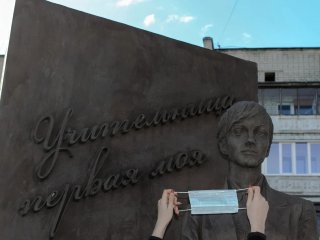 Учительница
первая моя